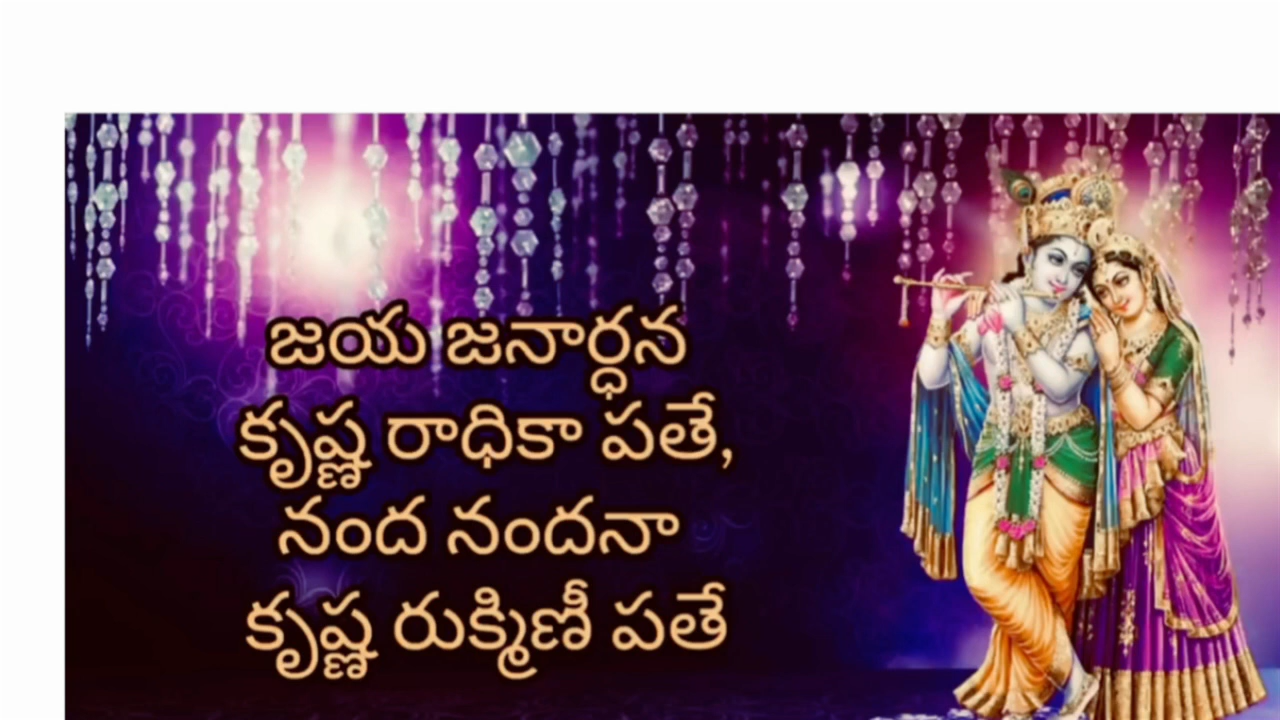 జయ జనార్ధన
కృష్ణ రాధికా పతే,
నంద నందనా
కృష్ణ రుక్మిణీ పతే